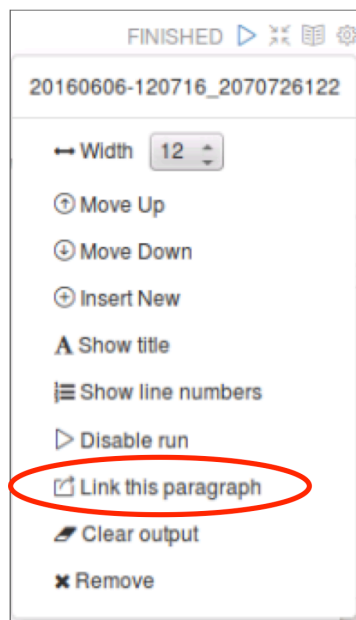 FINISHED
20160606-120716_2070726122
Width 12
Move Up
Move Down
Insert New
A Show title
Show line numbers
Disable run
Link this paragraph
Clear output
Remove